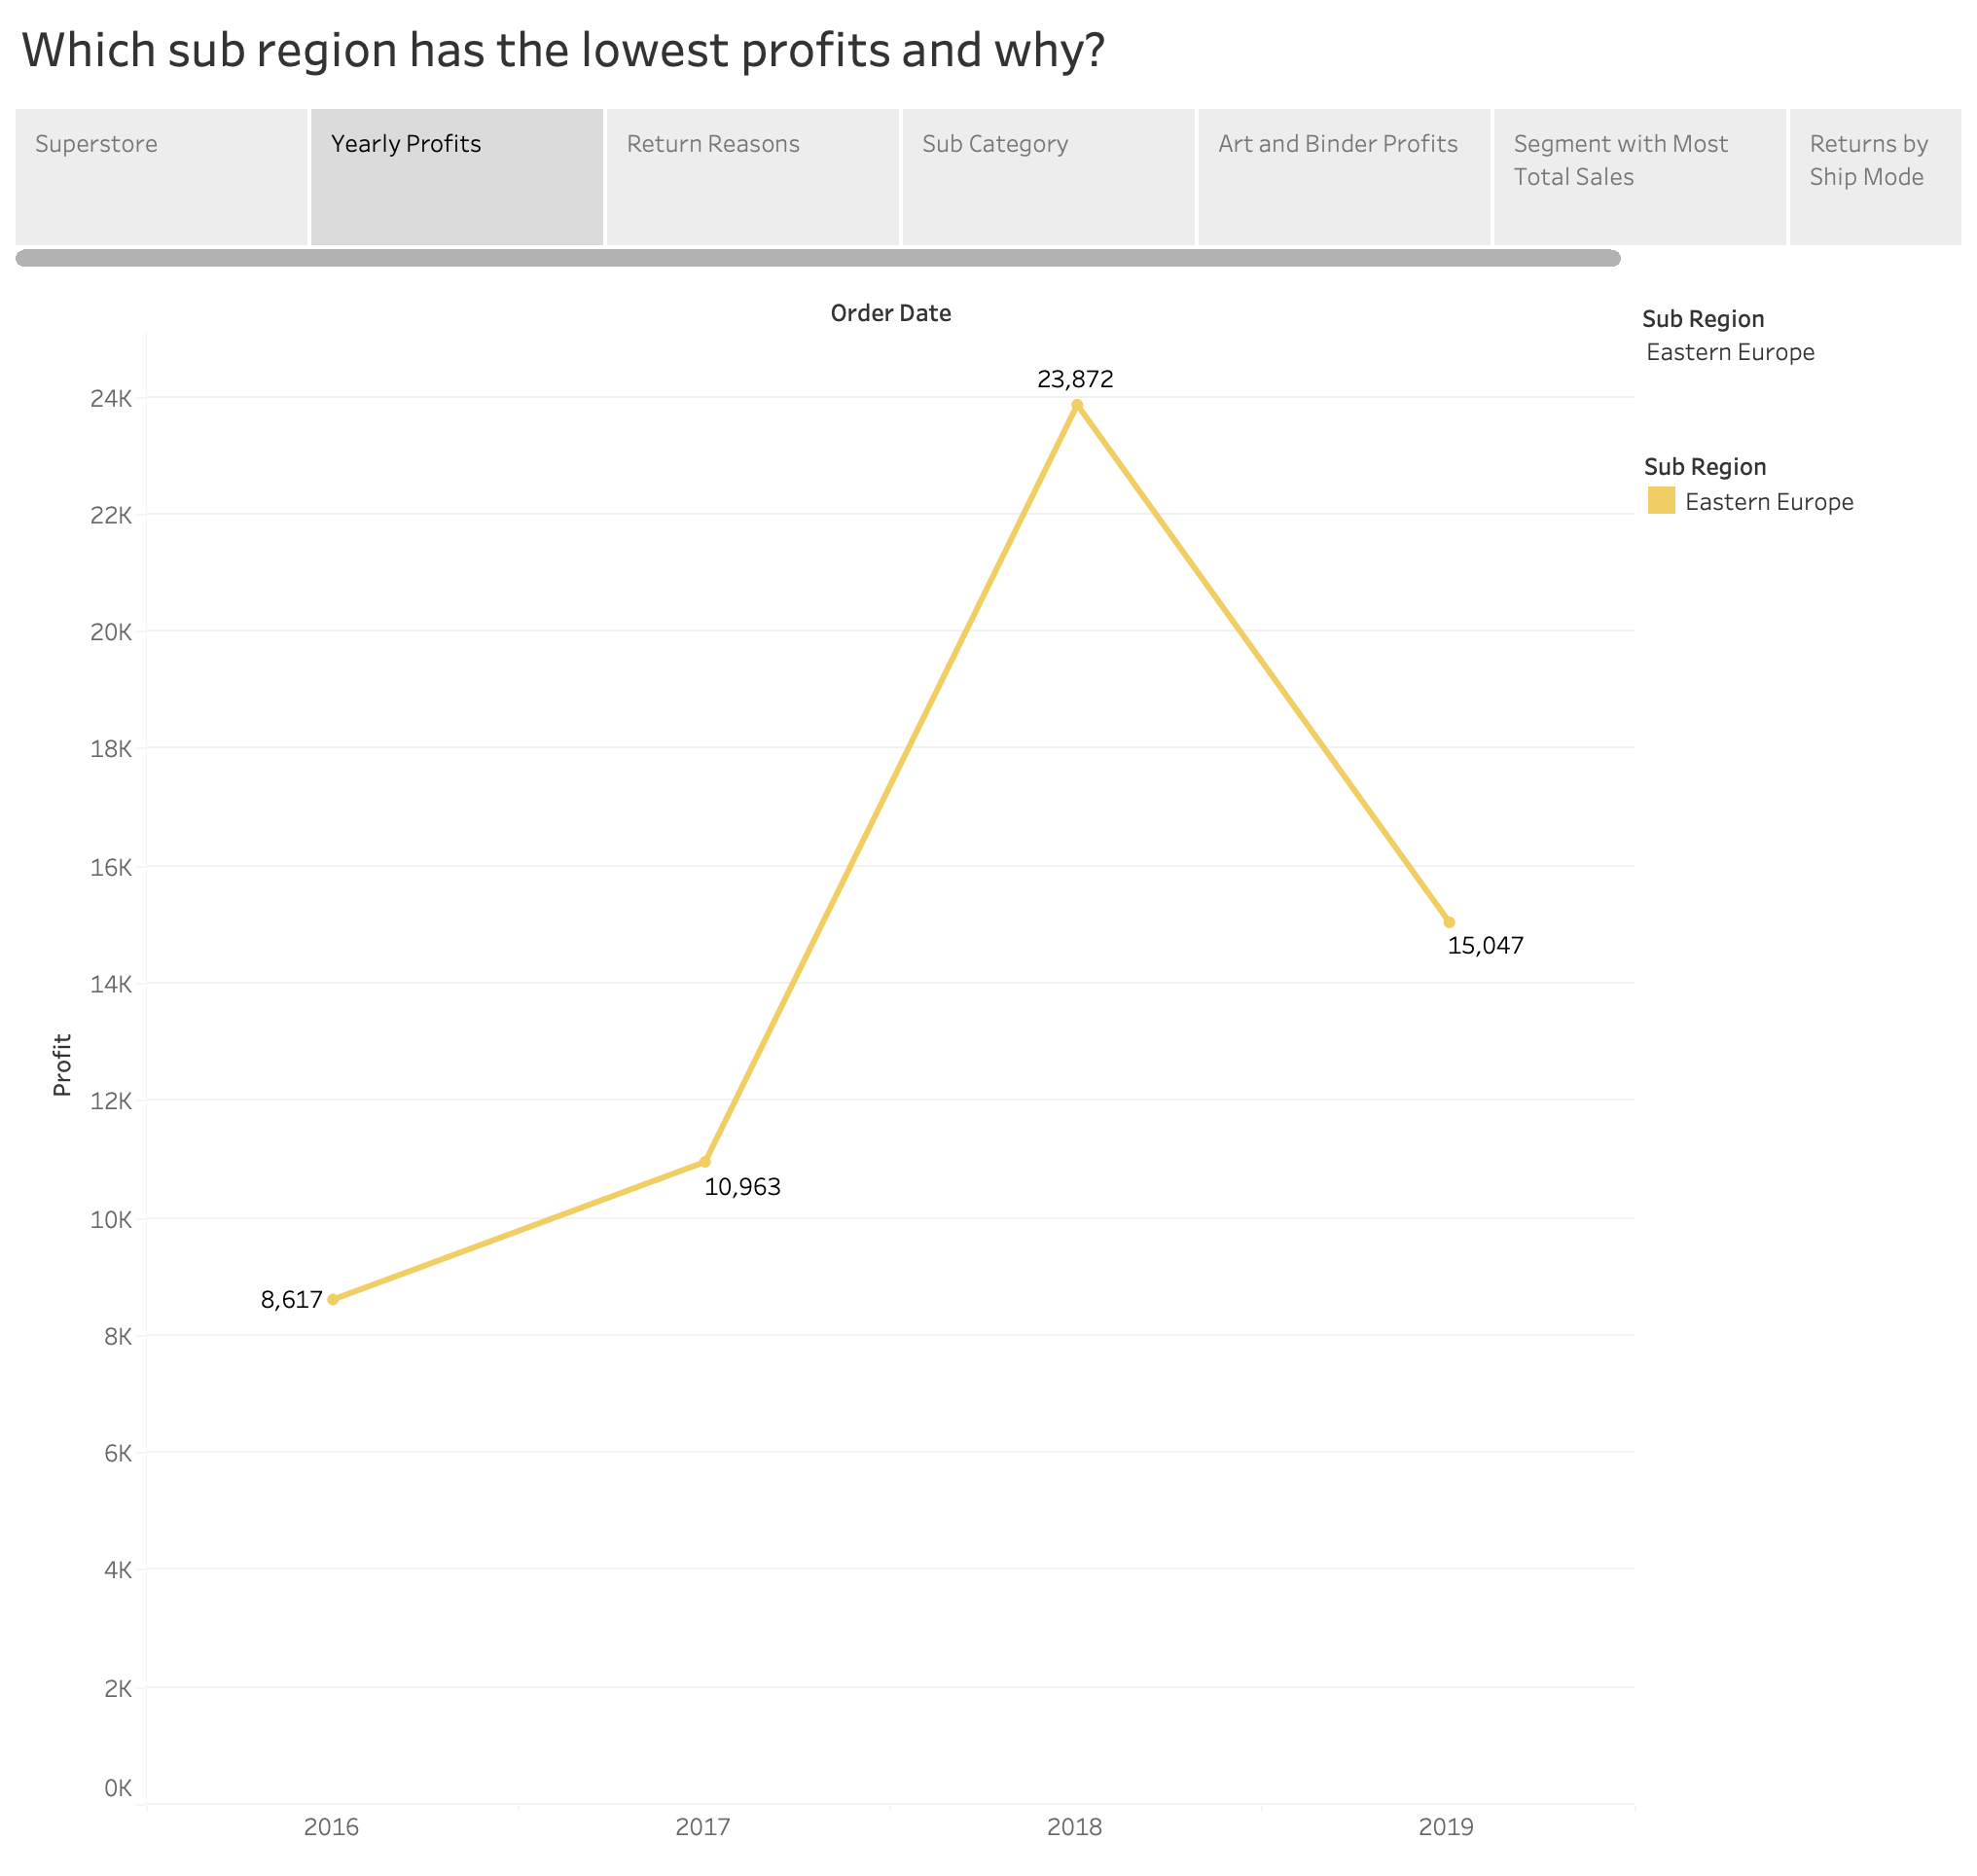 Which sub region has the lowest profits and why?
Superstore
Yearly Profits
Return Reasons
Sub Category
Art and Binder Profits
Segment with Most
Total Sales
Returns by
Ship Mode
Order Date
Sub Region
Eastern Europe
Sub Region
Eastern Europe
Profit
24K
22K
20K
18K
16K
14K
12K
10K
8K
6K
4K
2K
0K
8,617
10,963
23,872
15,047
2016
2017
2018
2019